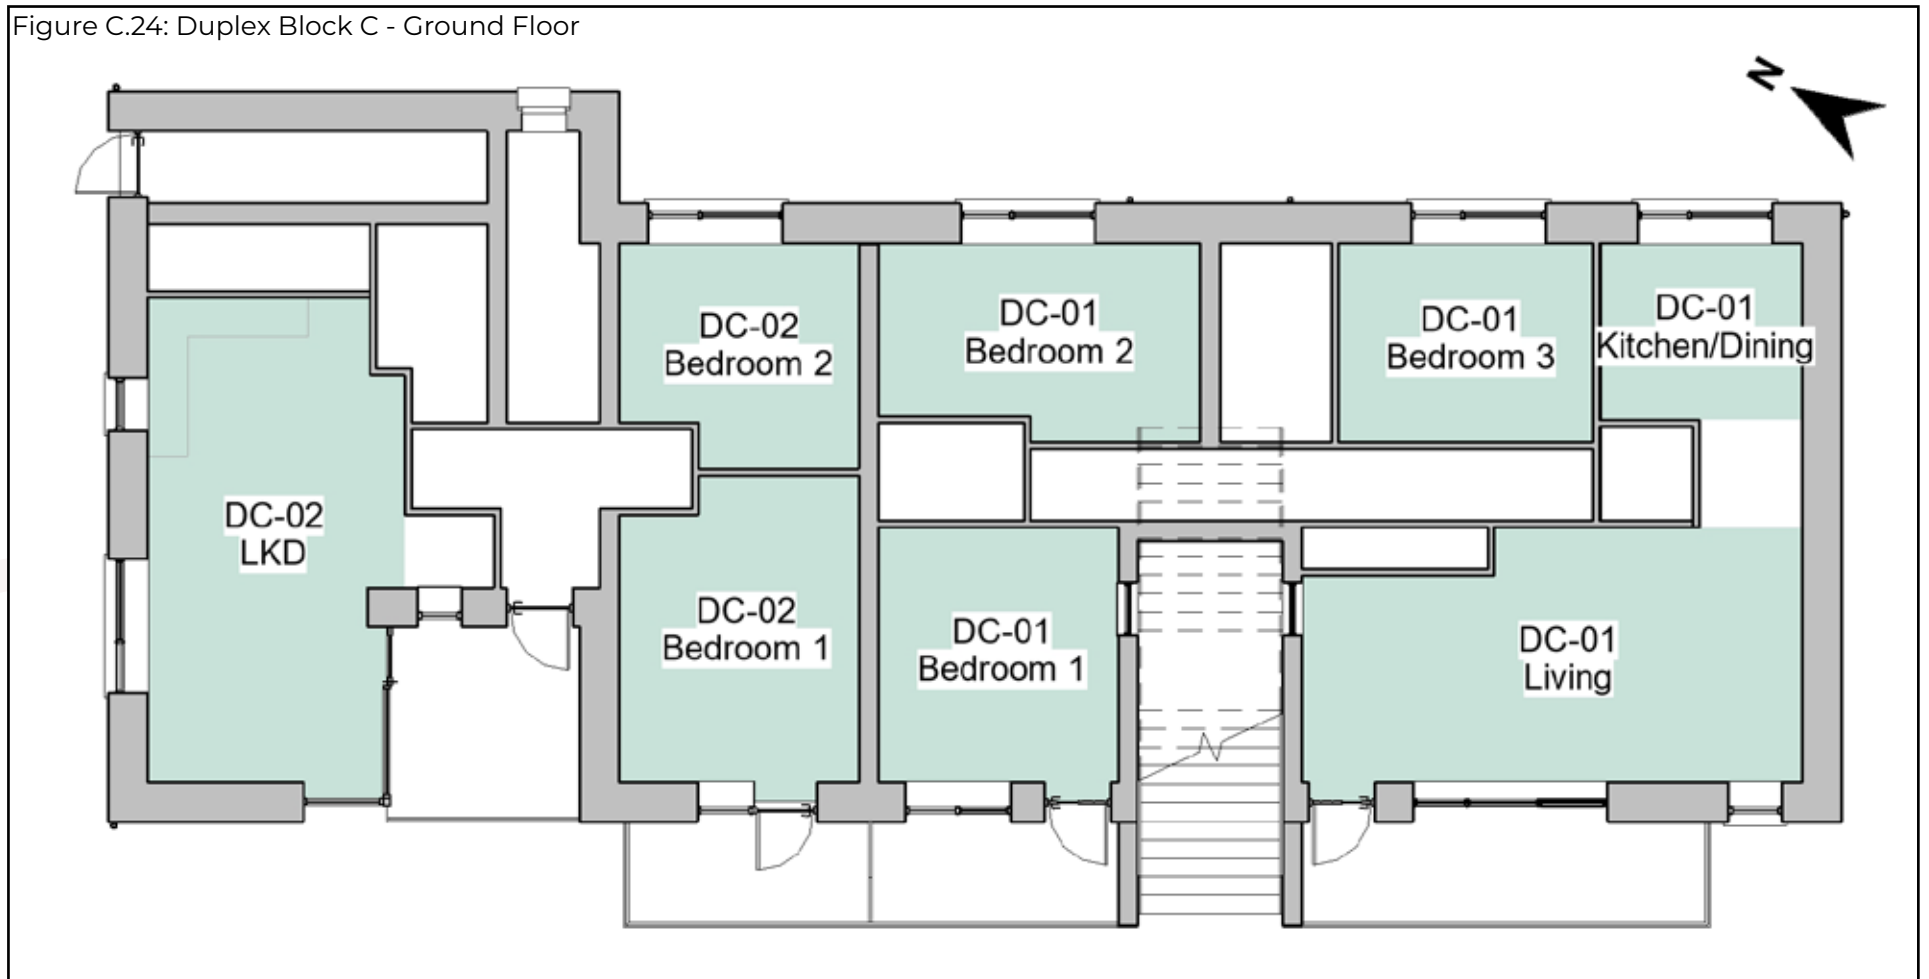 Figure C.24: Duplex Block C - Ground Floor
N
DC-02
Bedroom 2
DC-01
Bedroom 2
DC-01
Bedroom 3
DC-01
Kitchen/Dining
DC-02
LKD
DC-02
Bedroom 1
DC-01
Bedroom 1
DC-01
Living